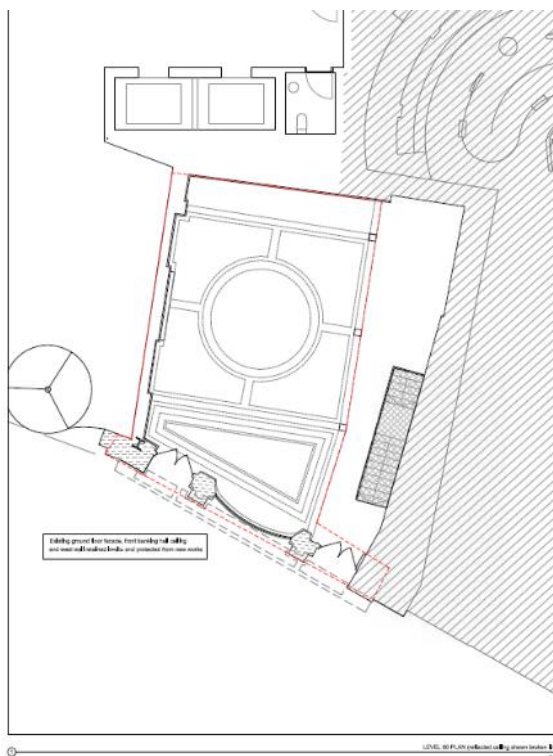 Existing ground floor facade, front banking hall ceiling
and west wall retained in-situ and protected from new works
LEVEL 00 PLAN (reflected ceiling shown broken